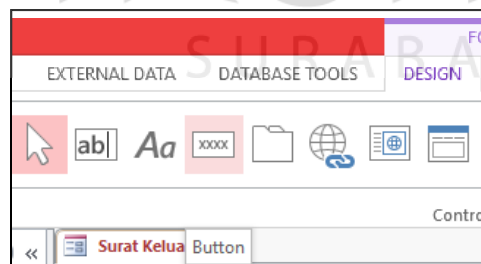 FO
SURABA
EXTERNAL DATA DATABASE TOOLS DESIGN
ab Aa xxxx
Contro
« Surat Kelua Button